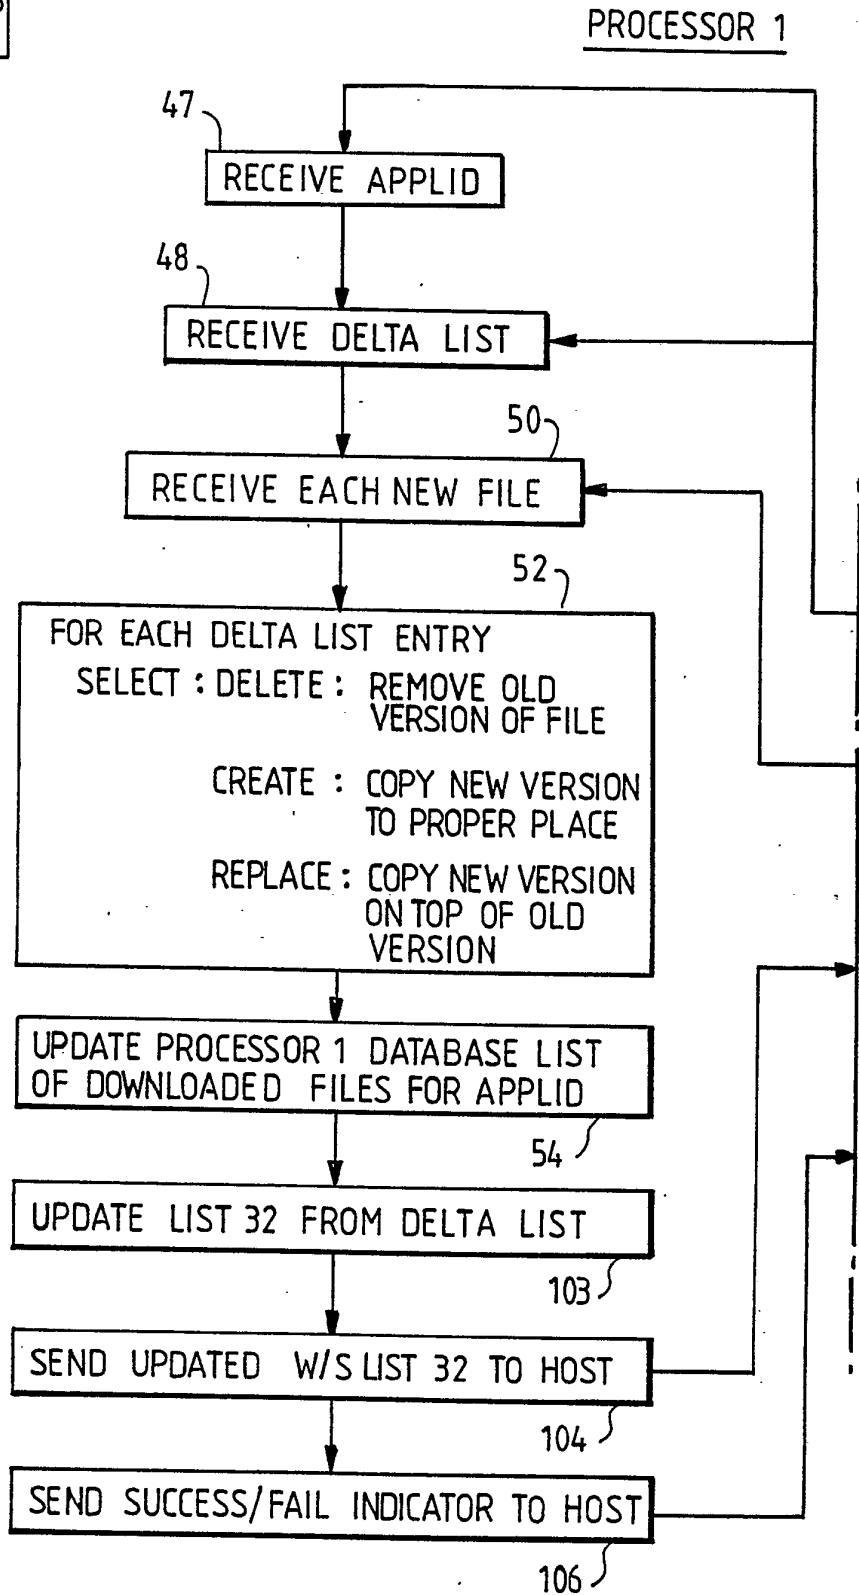 PROCESSOR 1
47
RECEIVE APPLID
48
RECEIVE DELTA LIST
50
RECEIVE EACH NEW FILE
52
FOR EACH DELTA LIST ENTRY
SELECT : DELETE : REMOVE OLD
VERSION OF FILE
CREATE : COPY NEW VERSION
TO PROPER PLACE
REPLACE : COPY NEW VERSION
ON TOP OF OLD
VERSION
UPDATE PROCESSOR 1 DATABASE LIST
OF DOWNLOADED FILES FOR APPLID
54
UPDATE LIST 32 FROM DELTA LIST
103
SEND UPDATED W/S LIST 32 TO HOST
104
SEND SUCCESS/FAIL INDICATOR TO HOST
106